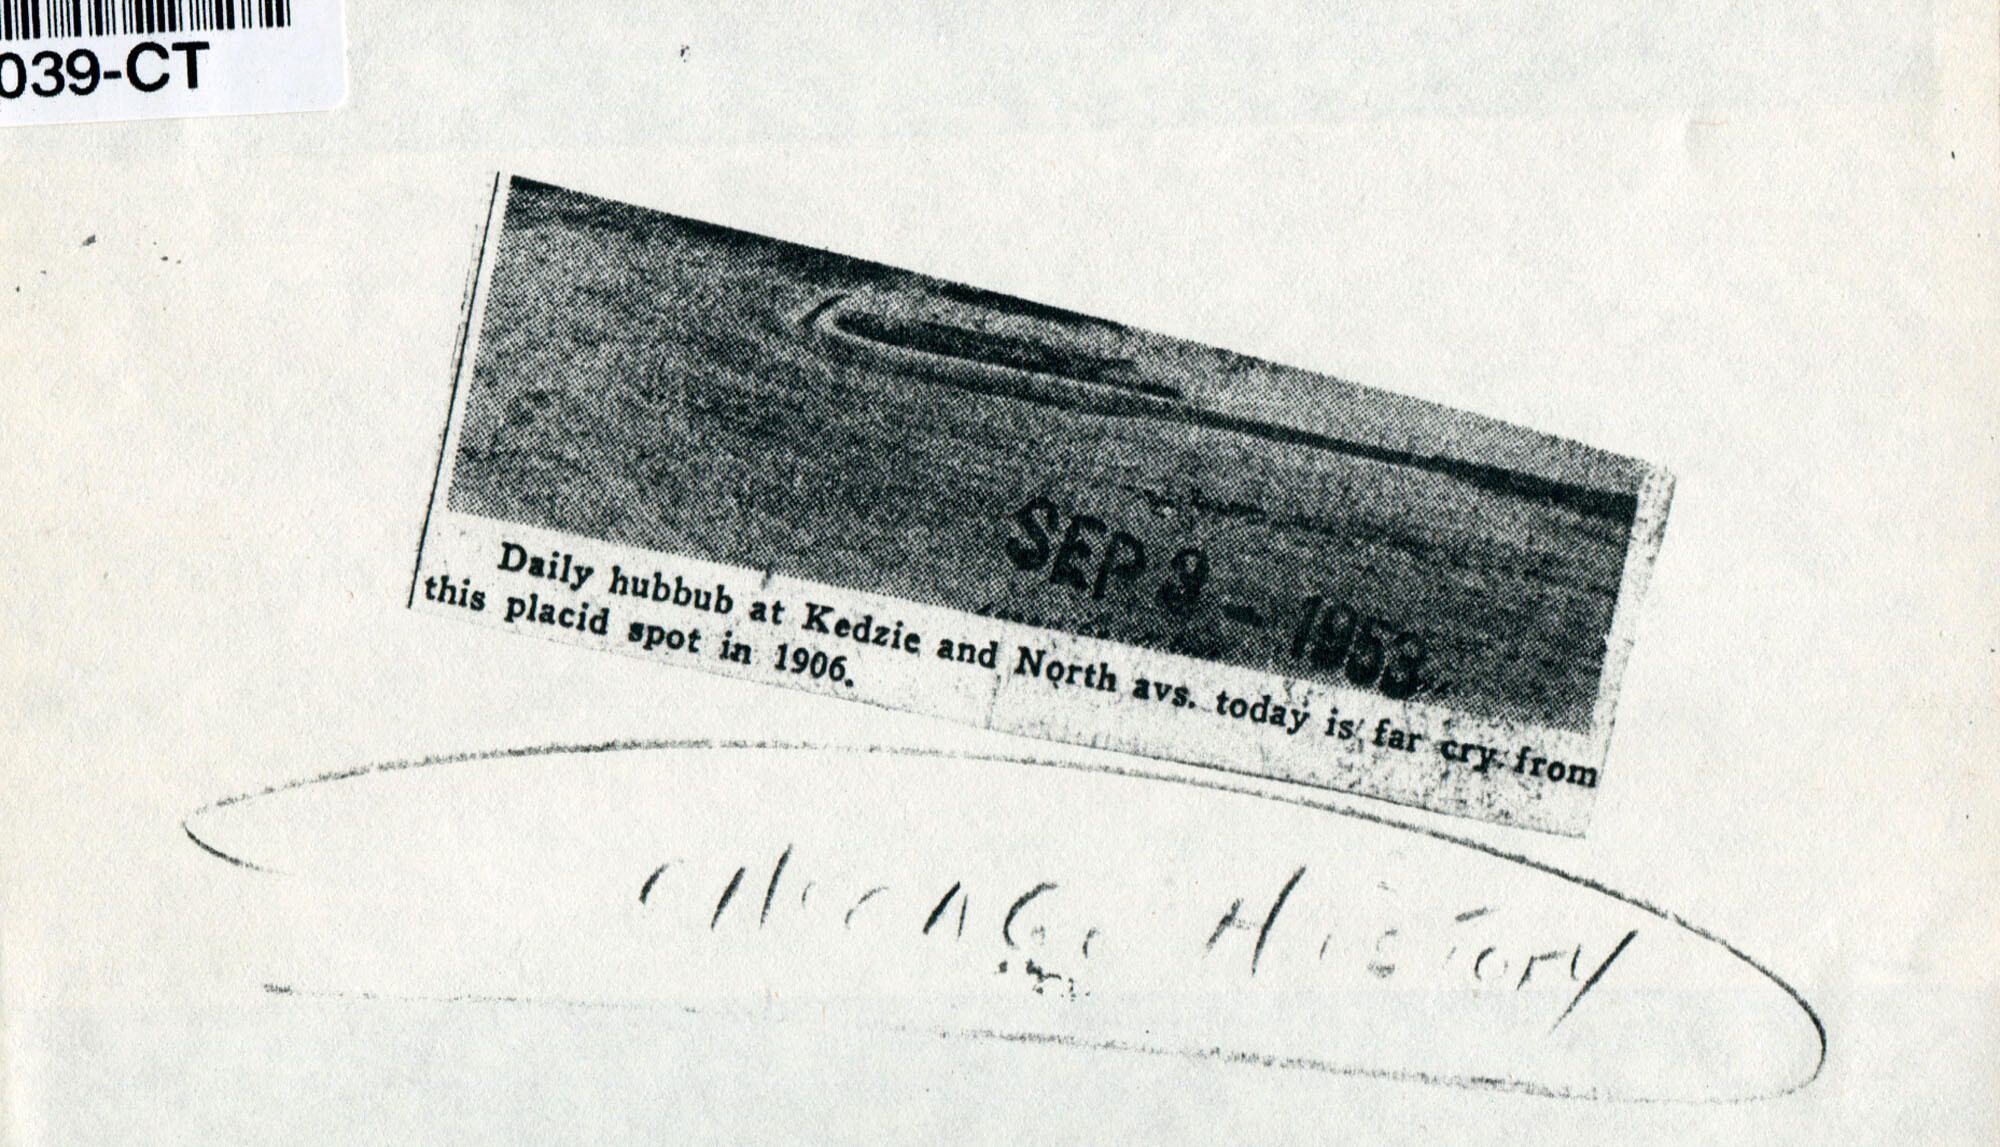 039-CT
SEP 3 - 1953
Daily hubbub at Kedzie and North avs. today is far cry from
this placid spot in 1906.
CHICAGO HISTORY